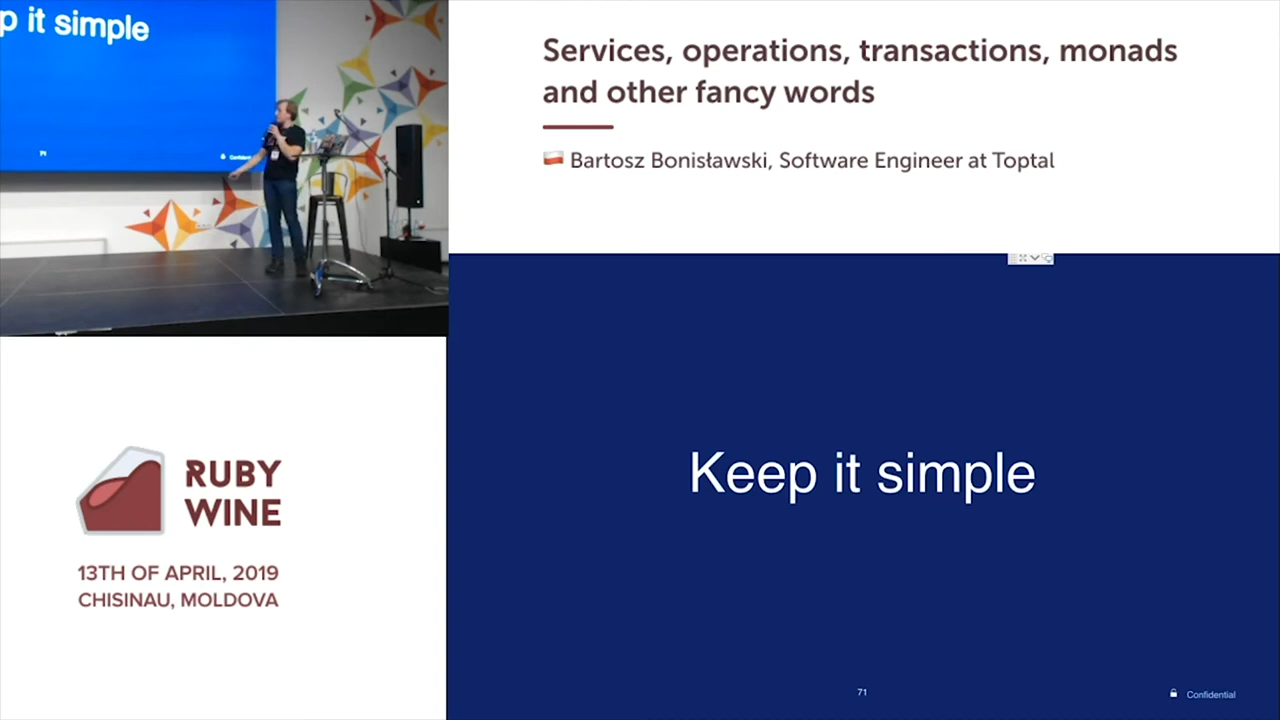 p it simple
71
Services, operations, transactions, monads
and other fancy words
🇵🇱 Bartosz Bonisławski, Software Engineer at Toptal
Keep it simple
71
Confidential
RUBY
WINE
13TH OF APRIL, 2019
CHISINAU, MOLDOVA